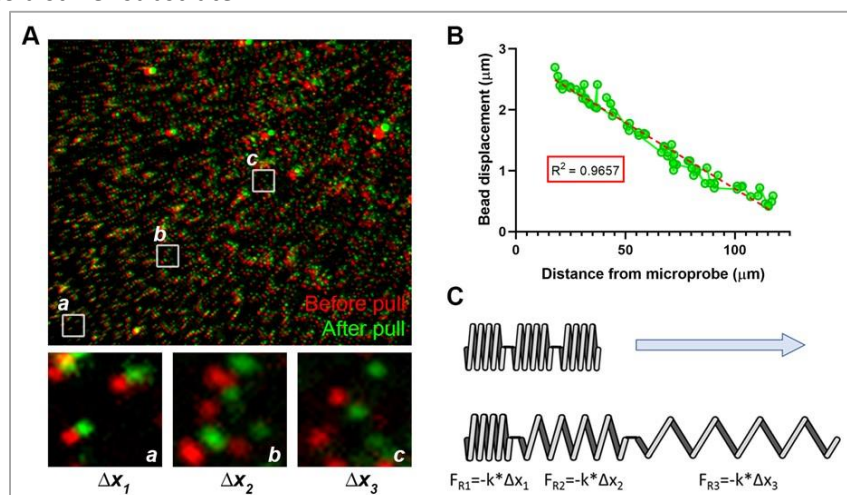 A
a
b
c
Before pull
After pull
a
b
c
Δx1
Δx2
Δx3
B
Bead displacement (μm)
3
2
1
0
R2 = 0.9657
0
50
100
Distance from microprobe (μm)
C
FR1=-k*Δx1 FR2=-k*Δx2 FR3=-k*Δx3